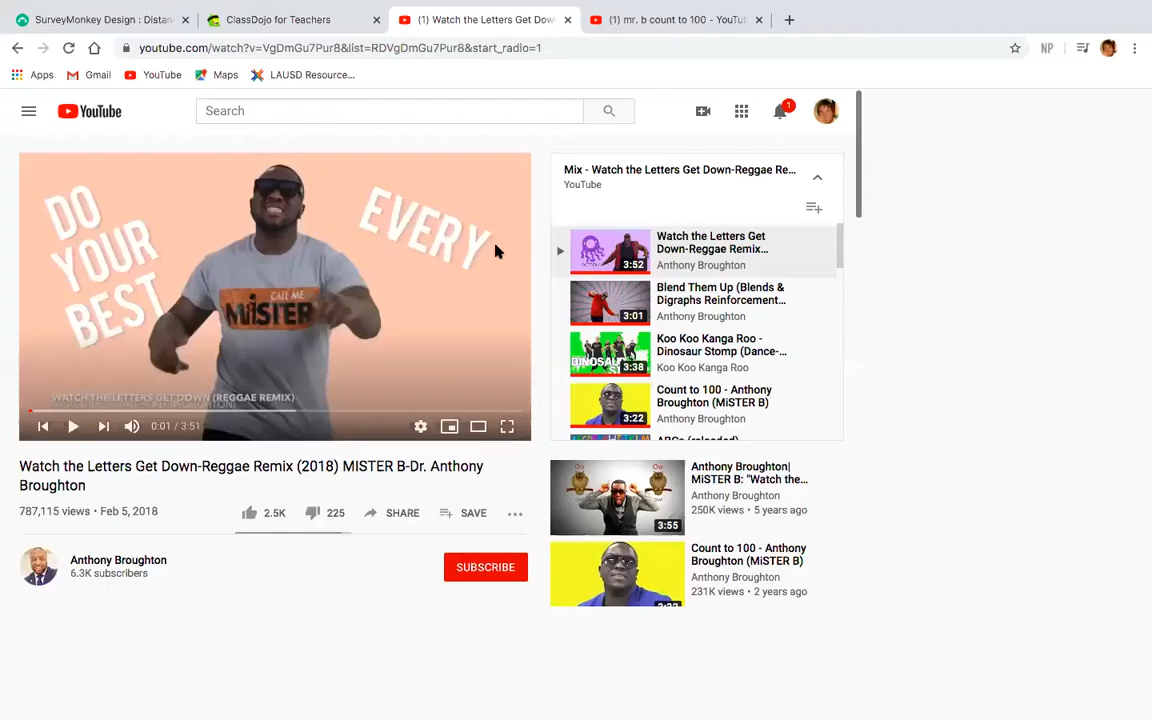 SurveyMonkey Design : Distan
ClassDojo for Teachers
(1) Watch the Letters Get Dow
(1) mr. b count to 100 - YouTub
youtube.com/watch?v=VgDmGu7Pur8&list=RDVgDmGu7Pur8&start_radio=1
NP
Apps
Gmail
YouTube
Maps
LAUSD Resource...
YouTube
Search
1
DO YOUR BEST
EVERY
CALL ME
MiSTER
WATCH THE LETTERS GET DOWN (REGGAE REMIX)
0:01 / 3:51
Mix - Watch the Letters Get Down-Reggae Re...
YouTube
3:52
Watch the Letters Get
Down-Reggae Remix...
Anthony Broughton
3:01
Blend Them Up (Blends &
Digraphs Reinforcement...
Anthony Broughton
DINOSAU
3:38
Koo Koo Kanga Roo -
Dinosaur Stomp (Dance-...
Koo Koo Kanga Roo
3:22
Count to 100 - Anthony
Broughton (MiSTER B)
Anthony Broughton
Watch the Letters Get Down-Reggae Remix (2018) MISTER B-Dr. Anthony
Broughton
787,115 views • Feb 5, 2018
2.5K
225
SHARE
SAVE
Anthony Broughton
6.3K subscribers
SUBSCRIBE
3:55
Anthony Broughton|
MiSTER B: "Watch the...
Anthony Broughton
250K views • 5 years ago
Count to 100 - Anthony
Broughton (MiSTER B)
Anthony Broughton
231K views • 2 years ago